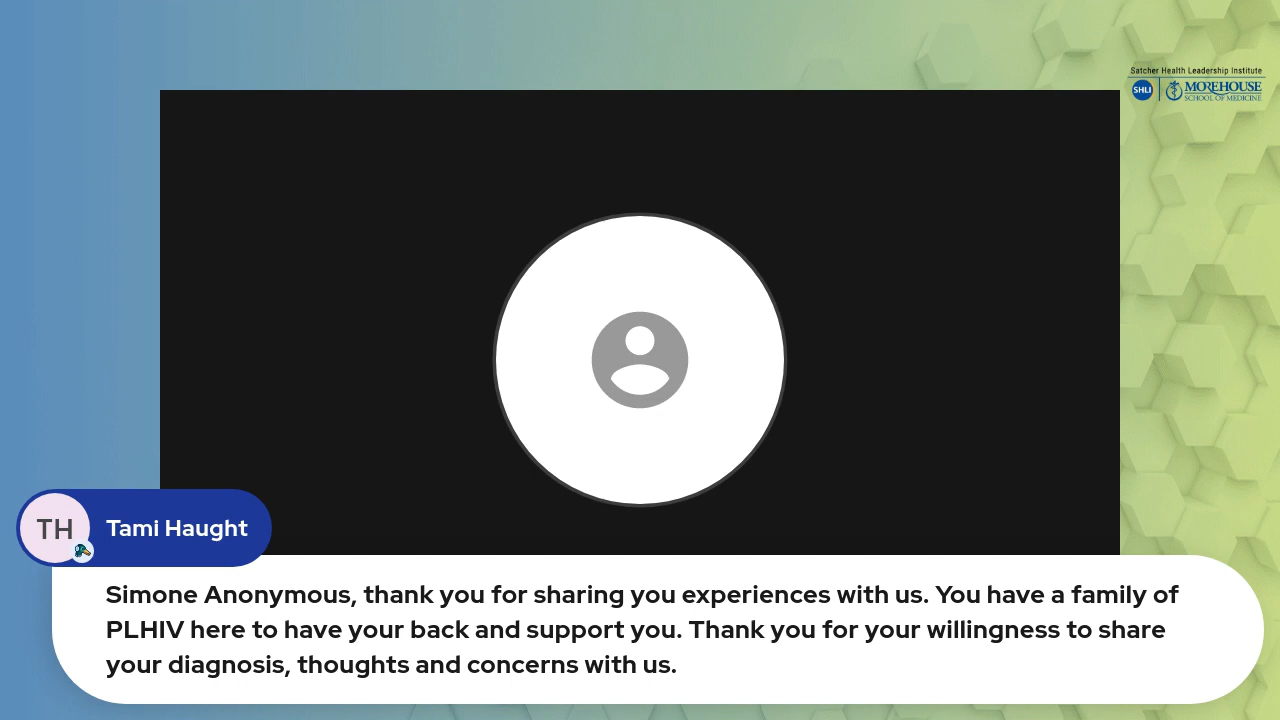 Satcher Health Leadership Institute
SHLI
MOREHOUSE
SCHOOL OF MEDICINE
TH
Tami Haught
Simone Anonymous, thank you for sharing you experiences with us. You have a family of
PLHIV here to have your back and support you. Thank you for your willingness to share
your diagnosis, thoughts and concerns with us.